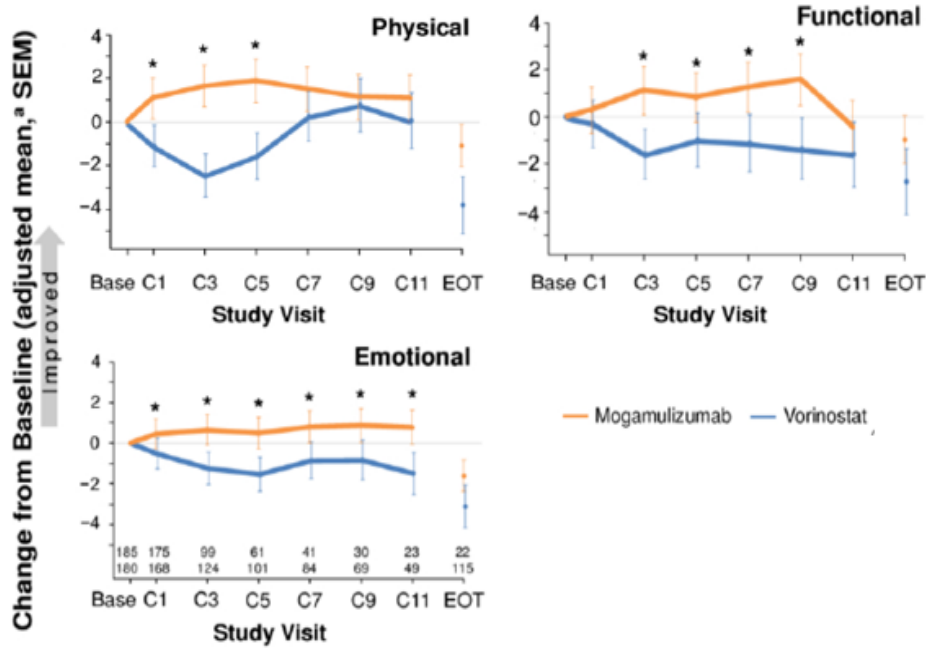 Change from Baseline (adjusted mean,ª SEM)
Improved
Physical
4
2
0
−2
−4
* * *
Base C1 C3 C5 C7 C9 C11 EOT
Study Visit
Functional
4
2
0
−2
−4
* * * *
Base C1 C3 C5 C7 C9 C11 EOT
Study Visit
Emotional
4
2
0
−2
−4
* * * * * *
185 175 99 61 41 30 23 22
180 168 124 101 84 69 49 115
Base C1 C3 C5 C7 C9 C11 EOT
Study Visit
Mogamulizumab Vorinostat ,